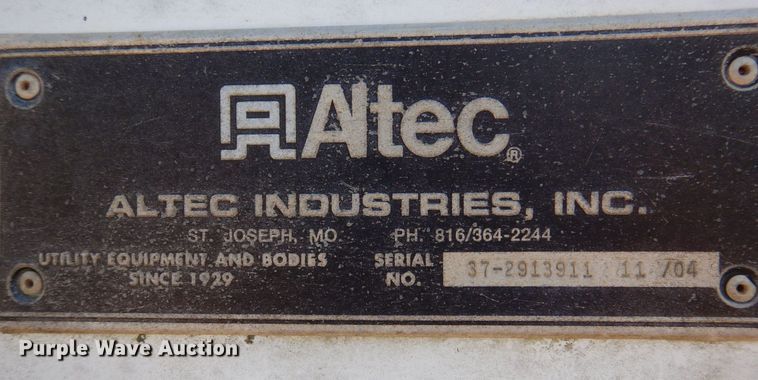 Altec®
ALTEC INDUSTRIES, INC.
ST. JOSEPH, MO. PH. 816/364-2244
UTILITY EQUIPMENT AND BODIES
SINCE 1929
SERIAL
NO.
37-2913911 11 /04
Purple Wave Auction